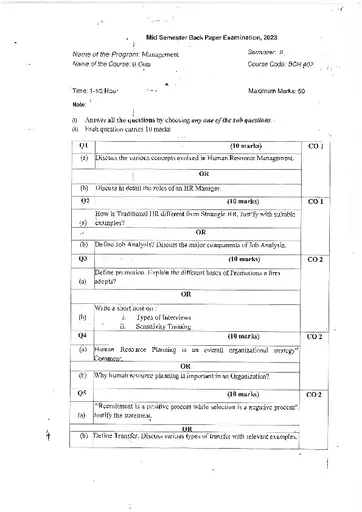 Mid Semester Back Paper Examination, 2023
Name of the Program: Management Semester: II
Name of the Course: B.Com Course Code: BCH 402
Time: 1-1/2 Hour Maximum Marks: 50
Note:
(i) Answer all the questions by choosing any one of the sub questions.
(ii) Each question carries 10 marks
Q1 (10 marks) CO 1
(a) Discuss the various concepts evolved in Human Resource Management.
OR
(b) Discuss in detail the roles of an HR Manager.
Q2 (10 marks) CO 1
How is Traditional HR different from Strategic HR. Justify with suitable
(a) examples?
OR
(b) Define Job Analysis? Discuss the major components of Job Analysis.
Q3 (10 marks) CO 2
Define promotion. Explain the different bases of Promotions a firm
(a) adopts?
OR
Write a short note on :
(b) i. Types of Interviews
ii. Sensitivity Training
Q4 (10 marks) CO 2
(a) Human Resource Planning is an overall organizational strategy"
Comment.
OR
(b) Why human resource planning is important in an Organization?
Q5 (10 marks) CO 2
"Recruitment is a positive process while selection is a negative process".
(a) Justify the statement.
OR
(b) Define Transfer. Discuss various types of transfer with relevant examples.